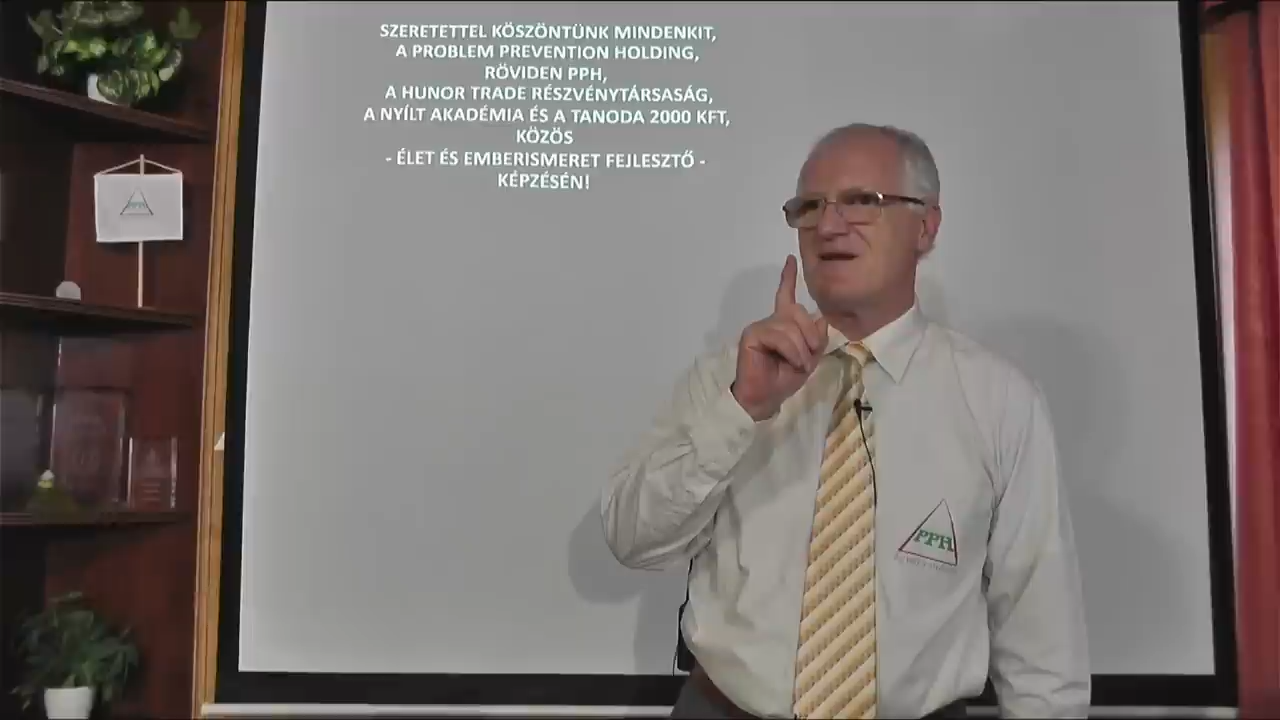 SZERETETTEL KÖSZÖNTÜNK MINDENKIT,
A PROBLEM PREVENTION HOLDING,
RÖVIDEN PPH,
A HUNOR TRADE RÉSZVÉNYTÁRSASÁG,
A NYÍLT AKADÉMIA ÉS A TANODA 2000 KFT,
KÖZÖS
- ÉLET ÉS EMBERISMERET FEJLESZTŐ -
KÉPZÉSÉN!
PPH
PPH